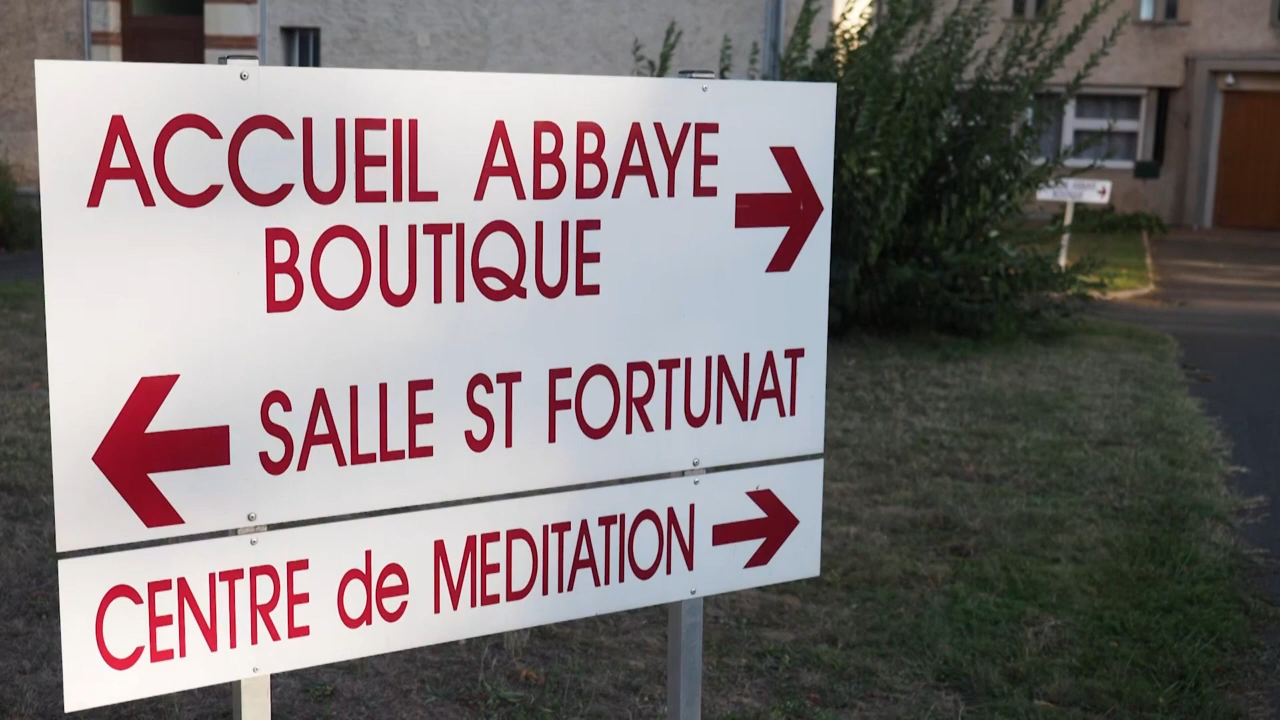 ACCUEIL ABBAYE
BOUTIQUE
SALLE ST FORTUNAT
CENTRE de MEDITATION